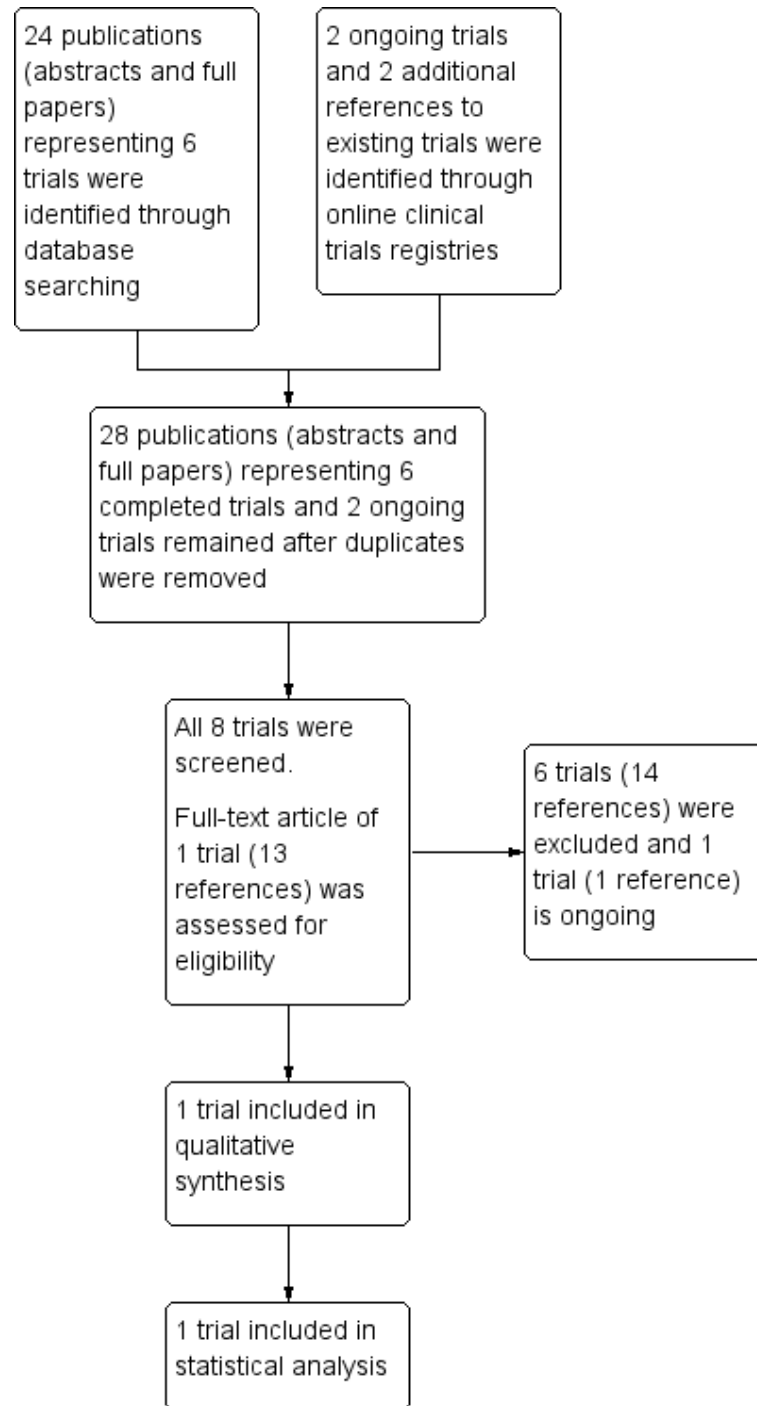 24 publications
(abstracts and full
papers)
representing 6
trials were
identified through
database
searching
2 ongoing trials
and 2 additional
references to
existing trials were
identified through
online clinical
trials registries
28 publications (abstracts and
full papers) representing 6
completed trials and 2 ongoing
trials remained after duplicates
were removed
All 8 trials were
screened.
Full-text article of
1 trial (13
references) was
assessed for
eligibility
6 trials (14
references) were
excluded and 1
trial (1 reference)
is ongoing
1 trial included in
qualitative
synthesis
1 trial included in
statistical analysis